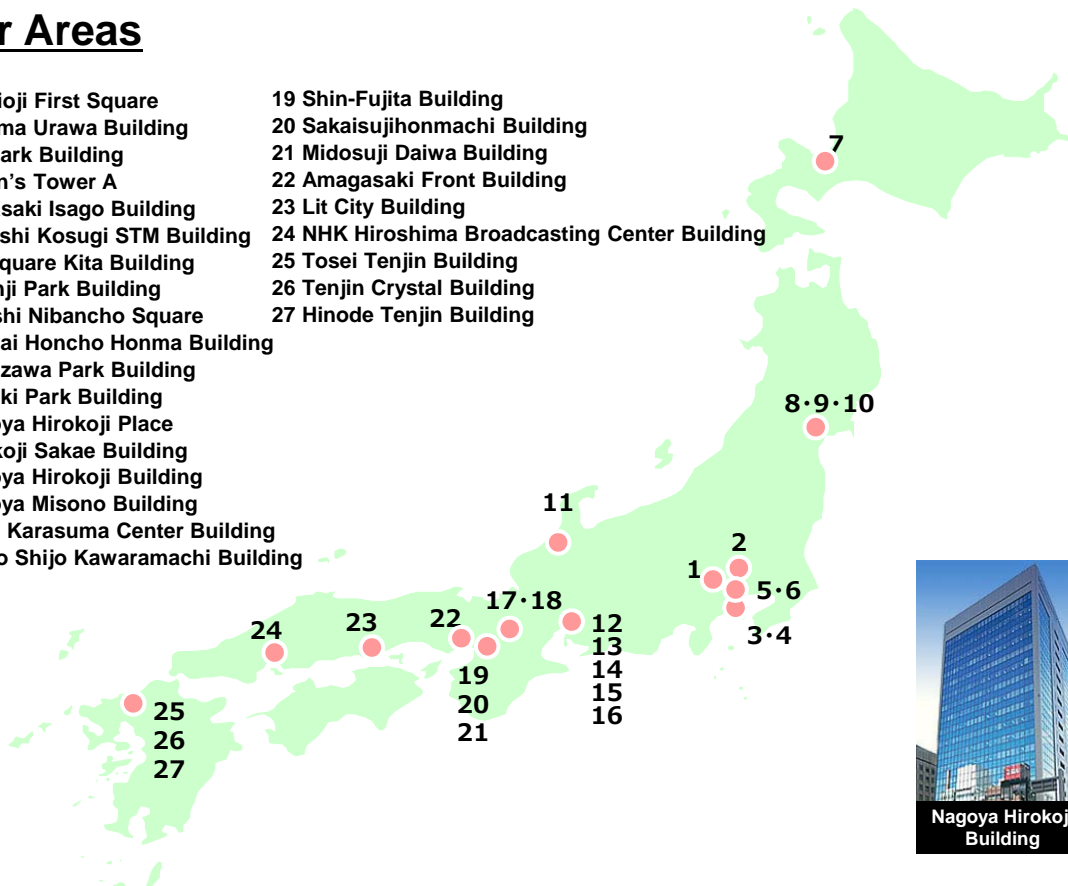 r Areas
ioji First Square
ma Urawa Building
ark Building
n's Tower A
saki Isago Building
shi Kosugi STM Building
quare Kita Building
nji Park Building
shi Nibancho Square
ai Honcho Honma Building
zawa Park Building
ki Park Building
ya Hirokoji Place
koji Sakae Building
ya Hirokoji Building
ya Misono Building
Karasuma Center Building
o Shijo Kawaramachi Building
19 Shin-Fujita Building
20 Sakaisujihonmachi Building
21 Midosuji Daiwa Building
22 Amagasaki Front Building
23 Lit City Building
24 NHK Hiroshima Broadcasting Center Building
25 Tosei Tenjin Building
26 Tenjin Crystal Building
27 Hinode Tenjin Building
7
8・9・10
11
2
1
5・6
3・4
17・18
12
13
14
15
16
22
23
24
19
20
21
25
26
27
Nagoya Hirokoj
Building